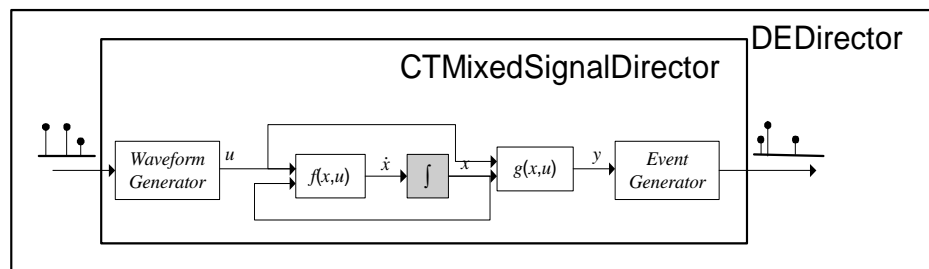 DEDirector
CTMixedSignalDirector
Waveform
Generator
u
f(x,u)
ẋ
∫
x
g(x,u)
y
Event
Generator